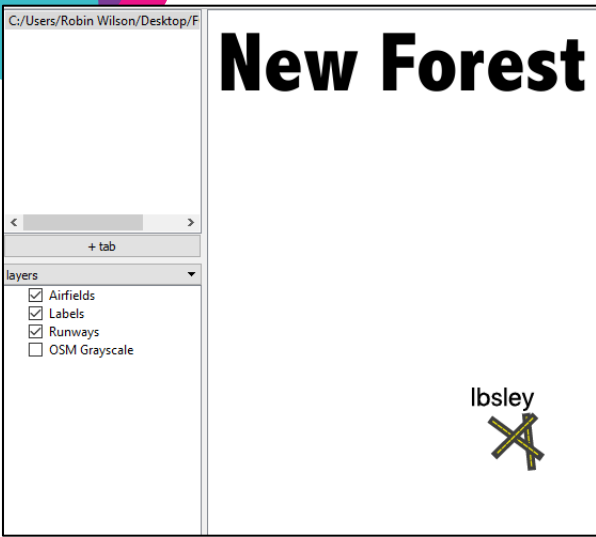 C:/Users/Robin Wilson/Desktop/F
New Forest
+ tab
layers
Airfields
Labels
Runways
OSM Grayscale
Ibsley